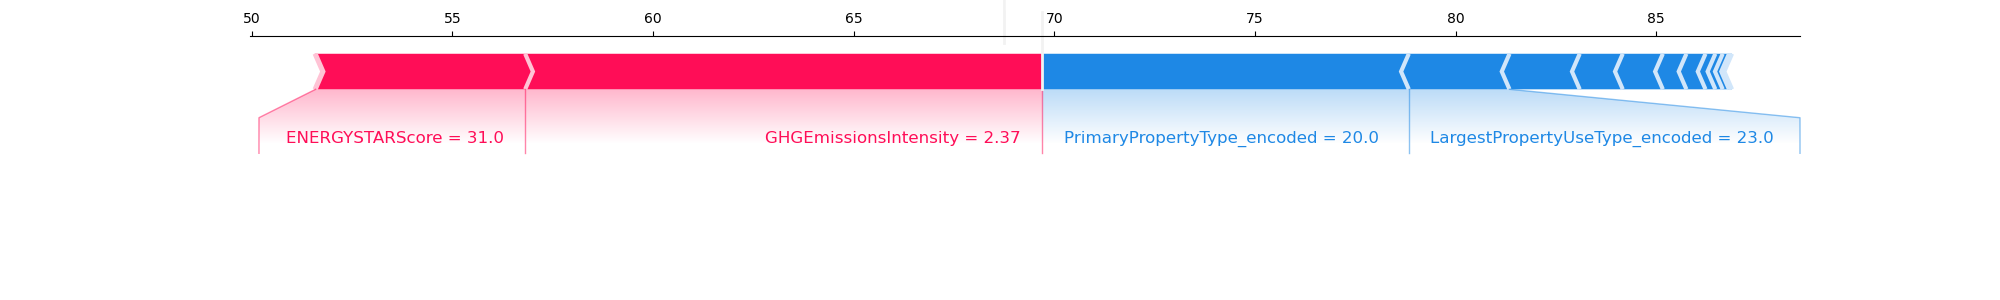 50 55 60 65 70 75 80 85
ENERGYSTARScore = 31.0 GHGEmissionsIntensity = 2.37 PrimaryPropertyType_encoded = 20.0 LargestPropertyUseType_encoded = 23.0